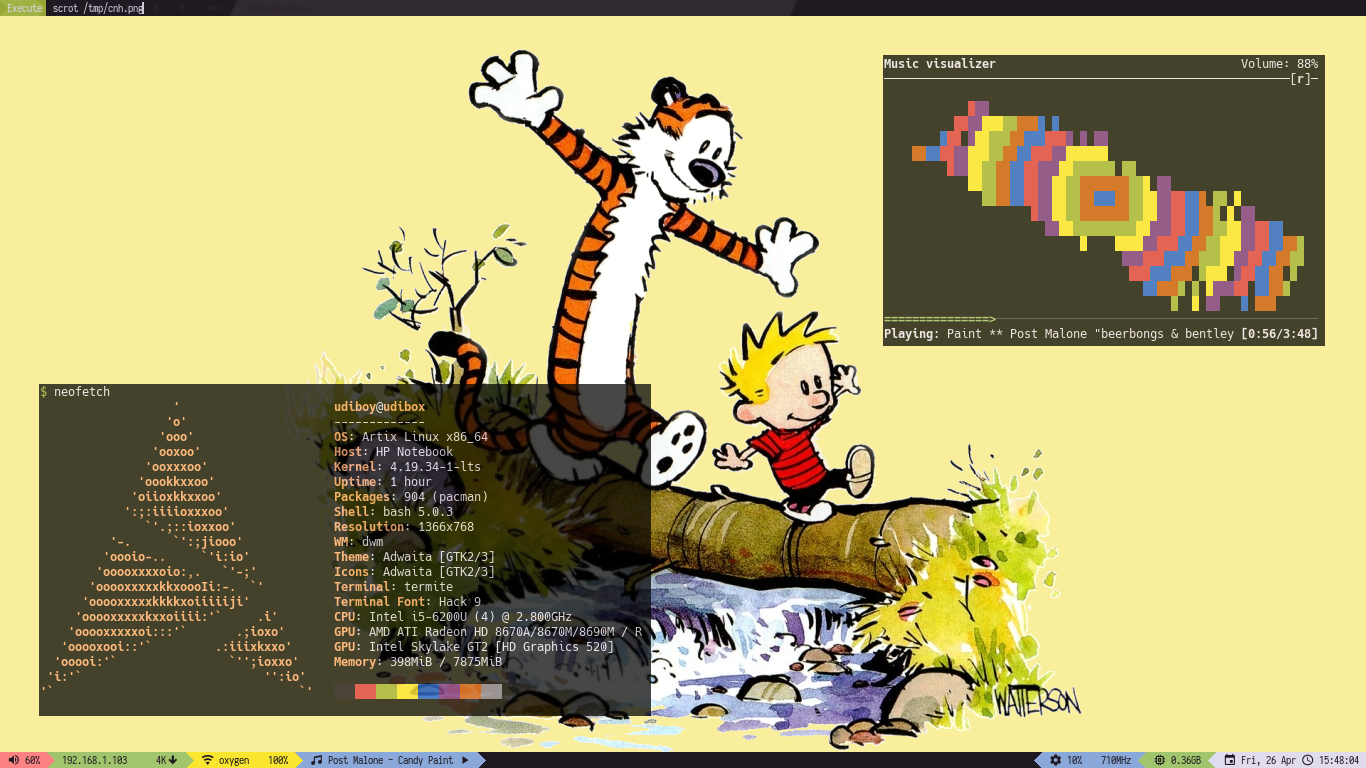 Execute scrot /tmp/cnh.png
Music visualizer Volume: 88%
[r]
===============>
Playing: Paint ** Post Malone "beerbongs & bentley [0:56/3:48]
$ neofetch
'
'o'
'ooo'
'ooxoo'
'ooxxxoo'
'oookkxxoo'
'oiioxkkxxoo'
':;:iiiioxxxoo'
`'.;::ioxxoo'
'-. `':;jiooo'
'oooio-.. `'i:io'
'ooooxxxxoio:,. `'-;'
'ooooxxxxxkkxoooIi:-. `'
'ooooxxxxxkkkkxoiiiiiji'
'ooooxxxxxkxxoiiii:'` .i'
'ooooxxxxxoi:::'` .;ioxo'
'ooooxooi::'` .:iiixkxxo'
'ooooi:'` `'';ioxxo'
'i:'` '':io'
'` `'
udiboy@udibox
-------------
OS: Artix Linux x86_64
Host: HP Notebook
Kernel: 4.19.34-1-lts
Uptime: 1 hour
Packages: 904 (pacman)
Shell: bash 5.0.3
Resolution: 1366x768
WM: dwm
Theme: Adwaita [GTK2/3]
Icons: Adwaita [GTK2/3]
Terminal: termite
Terminal Font: Hack 9
CPU: Intel i5-6200U (4) @ 2.800GHz
GPU: AMD ATI Radeon HD 8670A/8670M/8690M / R
GPU: Intel Skylake GT2 [HD Graphics 520]
Memory: 398MiB / 7875MiB
WATTERSON
60% 192.168.1.103 4K oxygen 100% Post Malone - Candy Paint 10% 710MHz 0.36GB Fri, 26 Apr 15:48:04